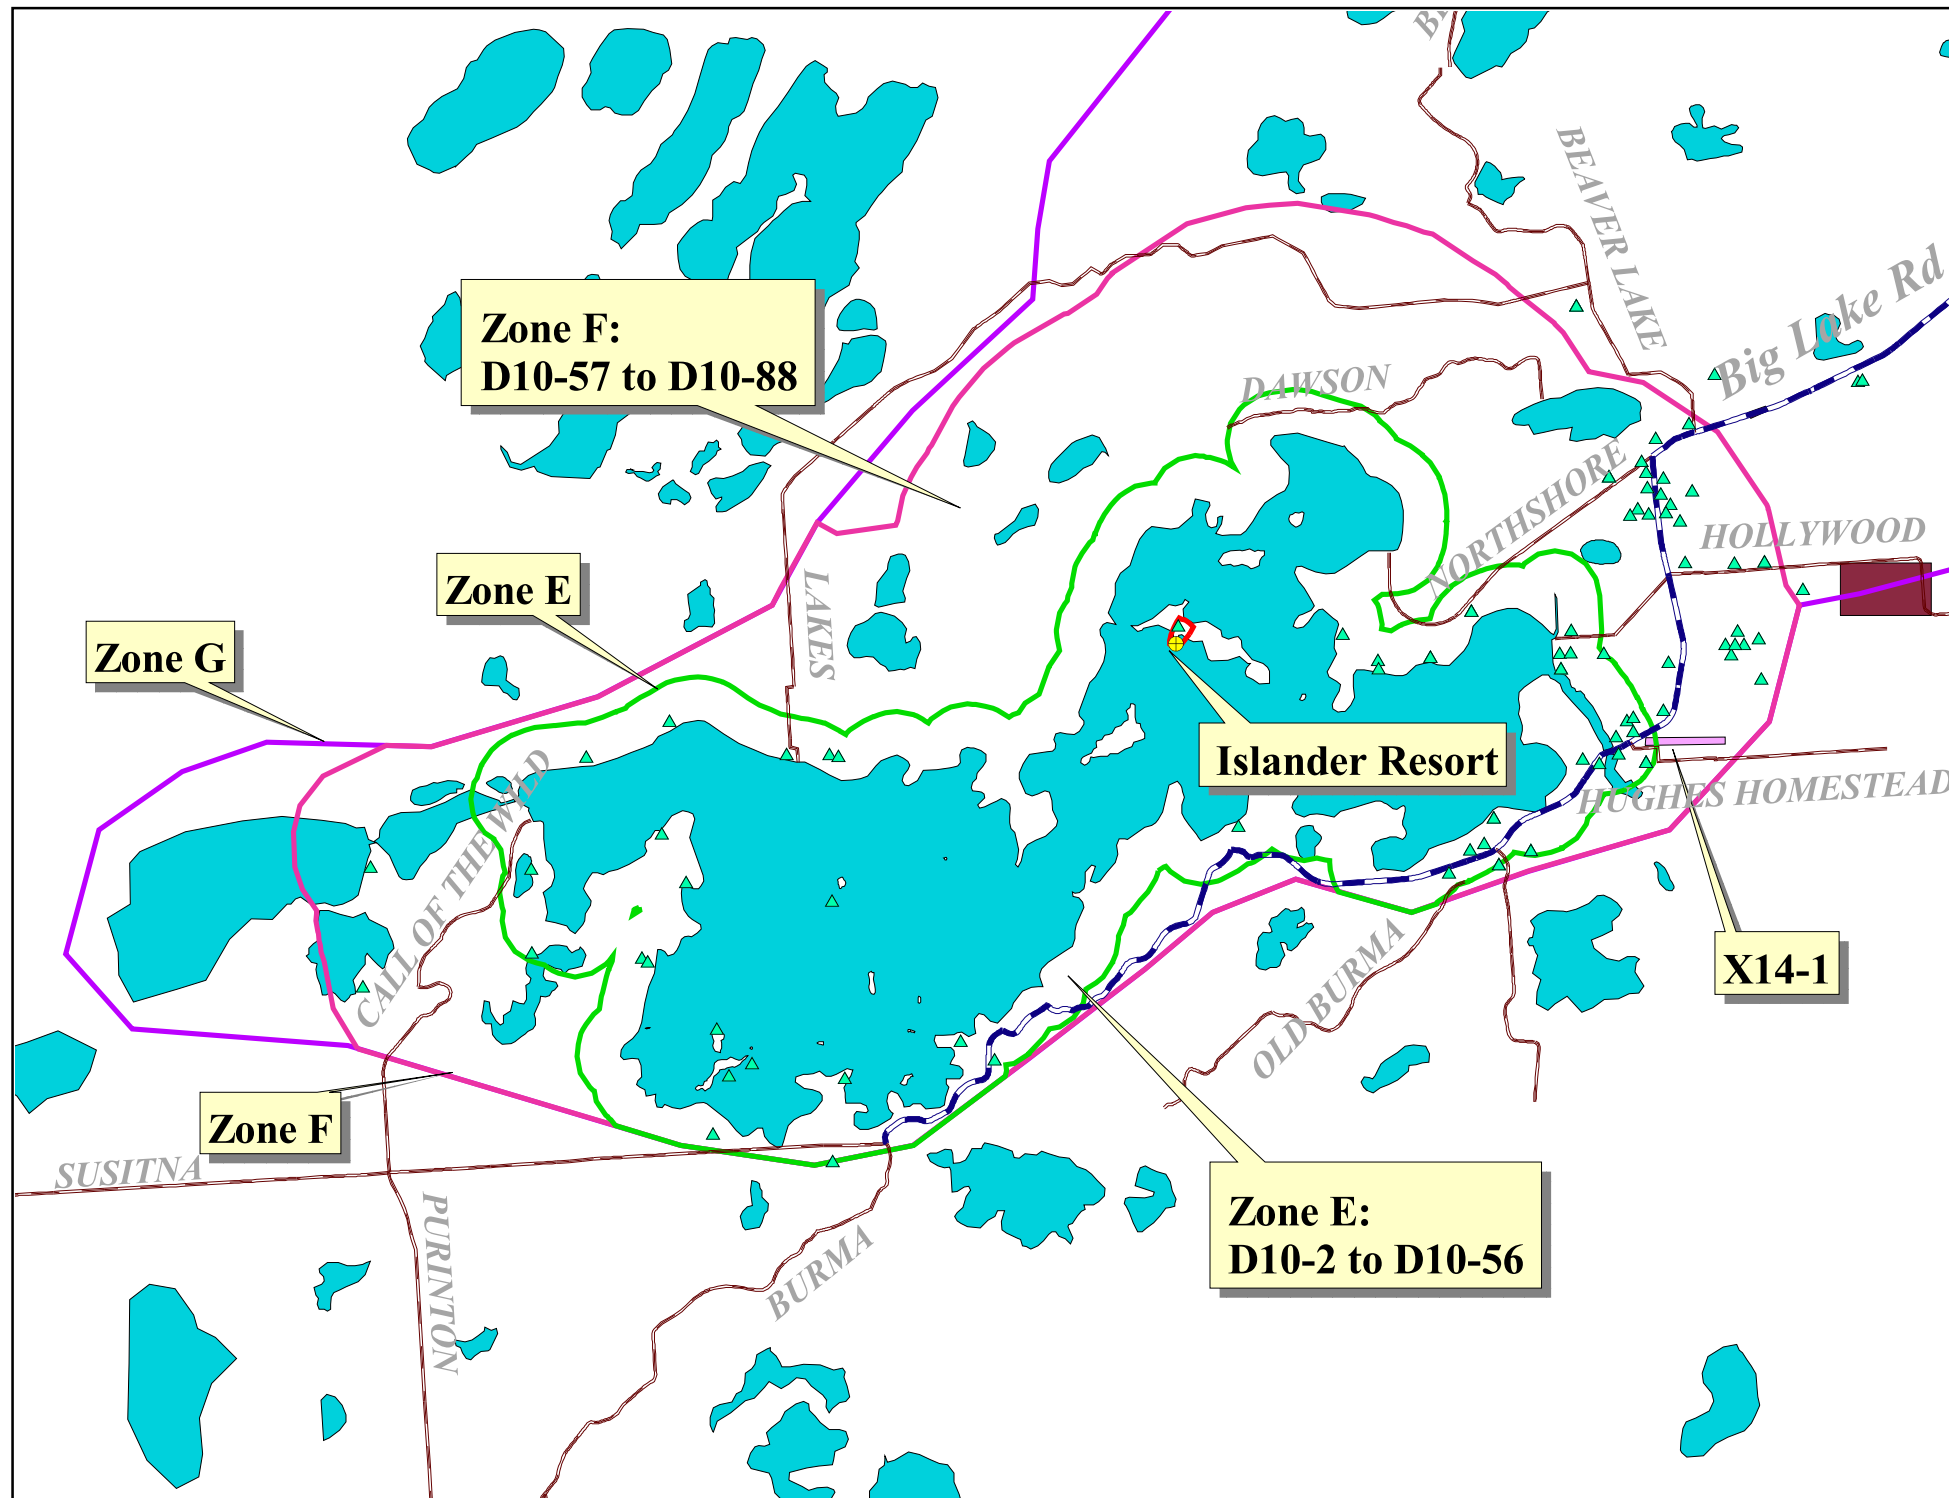 BEAVER LAKE
Big Lake Rd
Zone F:
D10-57 to D10-88
DAWSON
NORTHSHORE
HOLLYWOOD
Zone E
LAKES
Zone G
Islander Resort
CALL OF THE WILD
HUGHES HOMESTEAD
X14-1
OLD BURMA
Zone F
SUSITNA
Zone E:
D10-2 to D10-56
PURINTON
BURMA